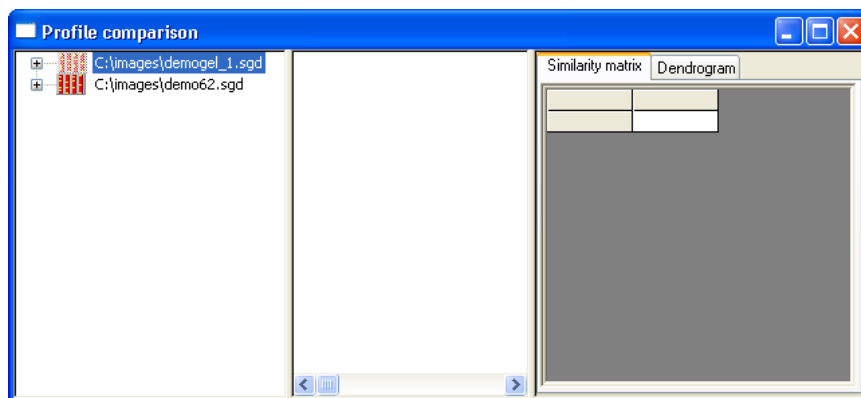 Profile comparison
C:\images\demogel_1.sgd
C:\images\demo62.sgd
Similarity matrix
Dendrogram